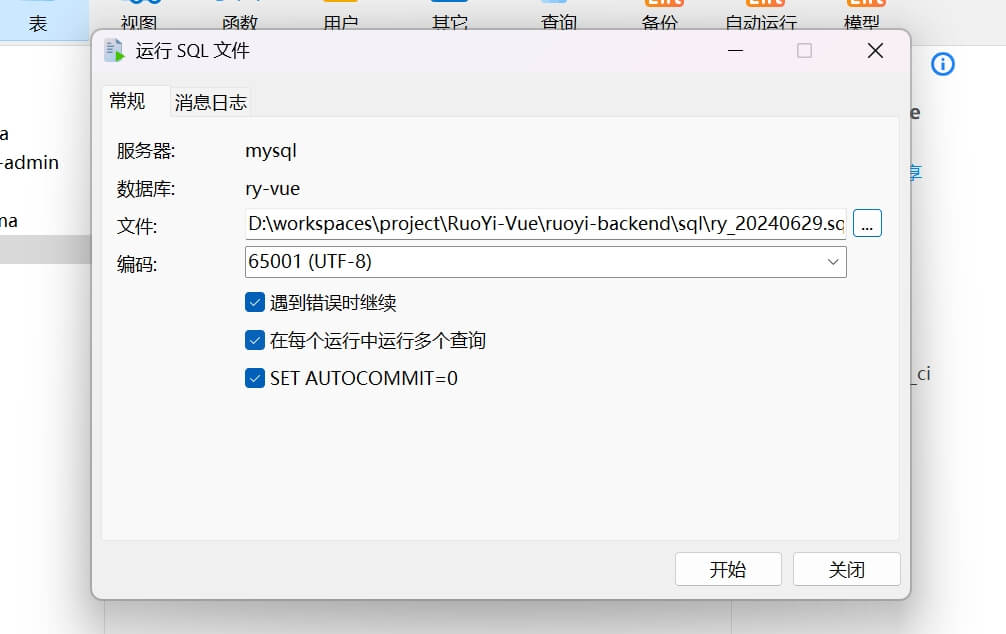 表 视图 函数 用户 其它 查询 备份 自动运行 模型
运行 SQL 文件
常规 消息日志
服务器: mysql
-admin
数据库: ry-vue
文件: D:\workspaces\project\RuoYi-Vue\ruoyi-backend\sql\ry_20240629.sq ...
编码: 65001 (UTF-8)
遇到错误时继续
在每个运行中运行多个查询
SET AUTOCOMMIT=0
_ci
开始 关闭